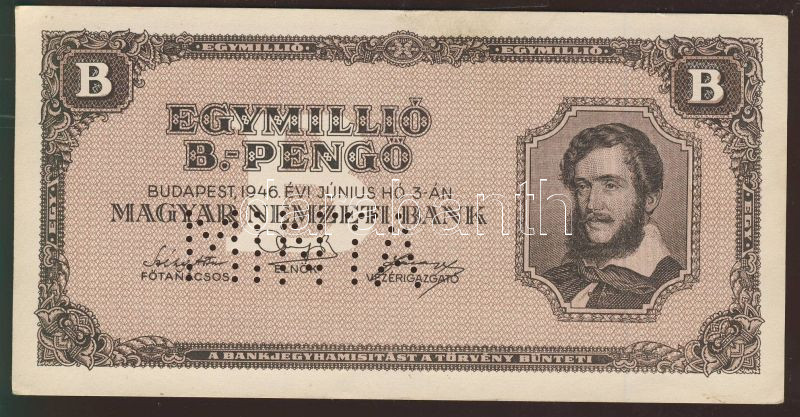 EGYMILLIÓ EGYMILLIÓ
B B
EGYMILLIÓ
B.-PENGŐ
BUDAPEST, 1946. ÉVI JÚNIUS HÓ 3-ÁN
MAGYAR NEMZETI BANK
MINTA
FŐTANÁCSOS ELNÖK VEZÉRIGAZGATÓ
A BANKJEGYHAMISÍTÁST A TÖRVÉNY BÜNTETI